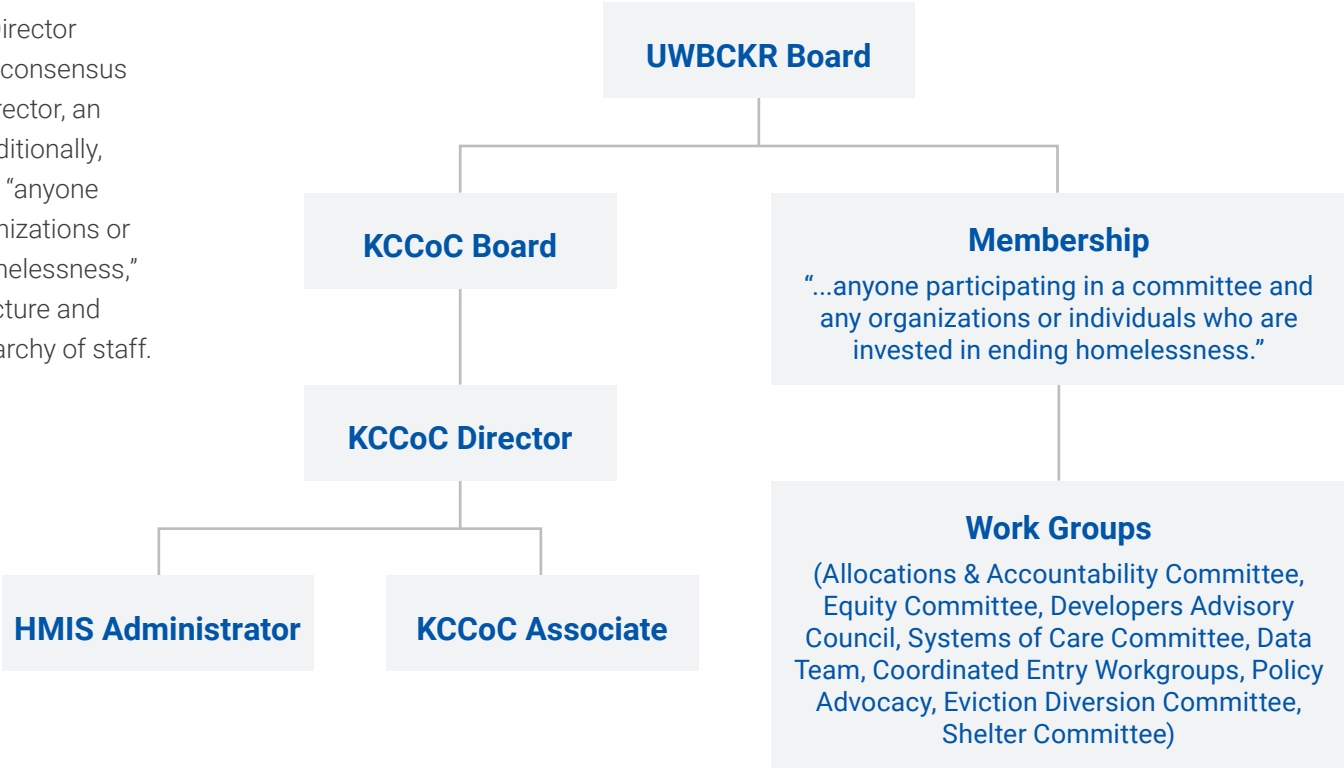 Director
consensus
rector, an
ditionally,
"anyone
nizations or
nelessness,"
cture and
archy of staff.
UWBCKR Board
KCCoC Board
Membership
"...anyone participating in a committee and
any organizations or individuals who are
invested in ending homelessness."
KCCoC Director
Work Groups
(Allocations & Accountability Committee,
Equity Committee, Developers Advisory
Council, Systems of Care Committee, Data
Team, Coordinated Entry Workgroups, Policy
Advocacy, Eviction Diversion Committee,
Shelter Committee)
HMIS Administrator
KCCoC Associate